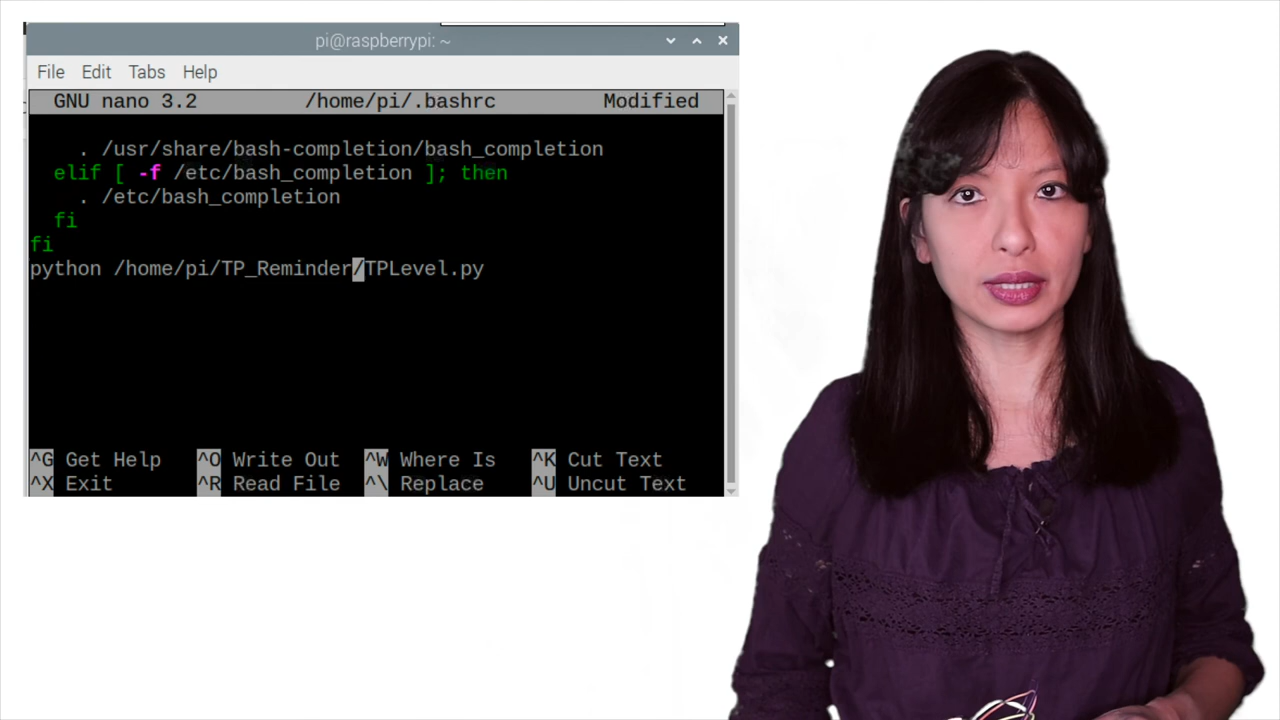 pi@raspberrypi: ~
File Edit Tabs Help
GNU nano 3.2 /home/pi/.bashrc Modified
. /usr/share/bash-completion/bash_completion
elif [ -f /etc/bash_completion ]; then
. /etc/bash_completion
fi
fi
python /home/pi/TP_Reminder/TPLevel.py
^G Get Help ^O Write Out ^W Where Is ^K Cut Text
^X Exit ^R Read File ^\ Replace ^U Uncut Text